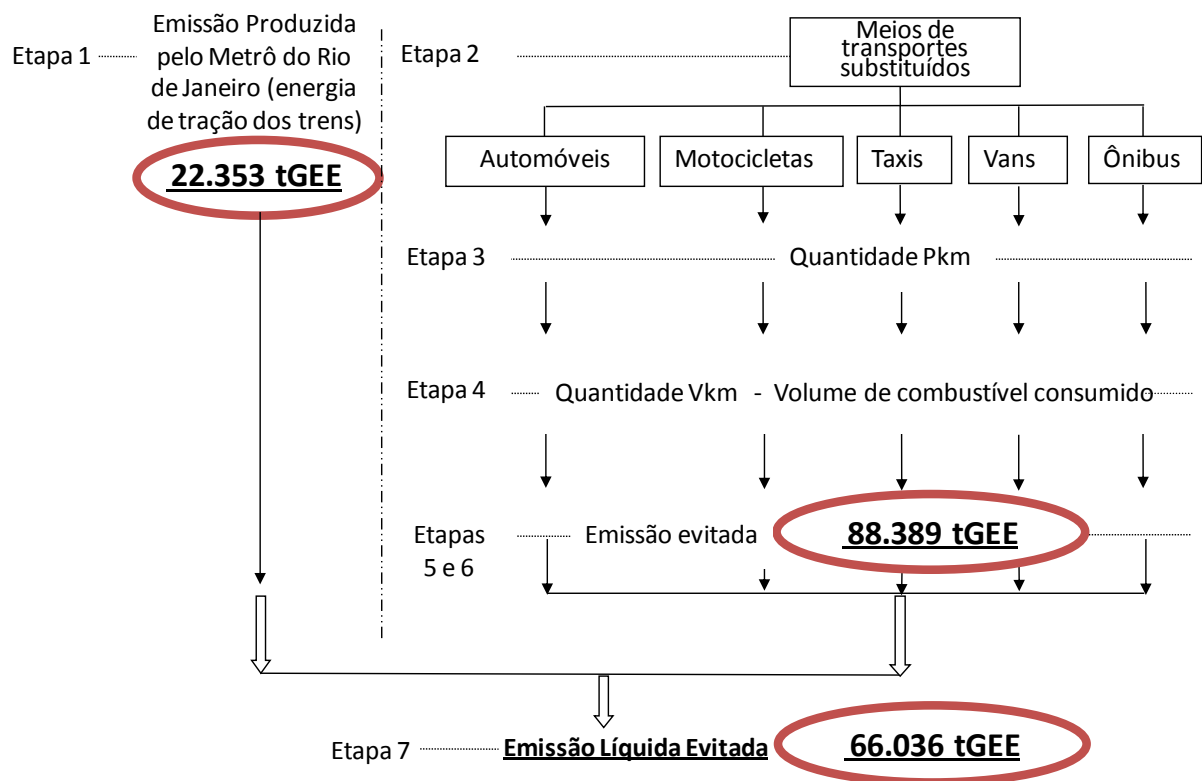 Etapa 1
Emissão Produzida
pelo Metrô do Rio
de Janeiro (energia
de tração dos trens)
22.353 tGEE
Etapa 2
Meios de
transportes
substituídos
Automóveis
Motocicletas
Taxis
Vans
Ônibus
Etapa 3
Quantidade Pkm
Etapa 4
Quantidade Vkm - Volume de combustível consumido
Etapas
5 e 6
Emissão evitada
88.389 tGEE
Etapa 7
Emissão Líquida Evitada
66.036 tGEE